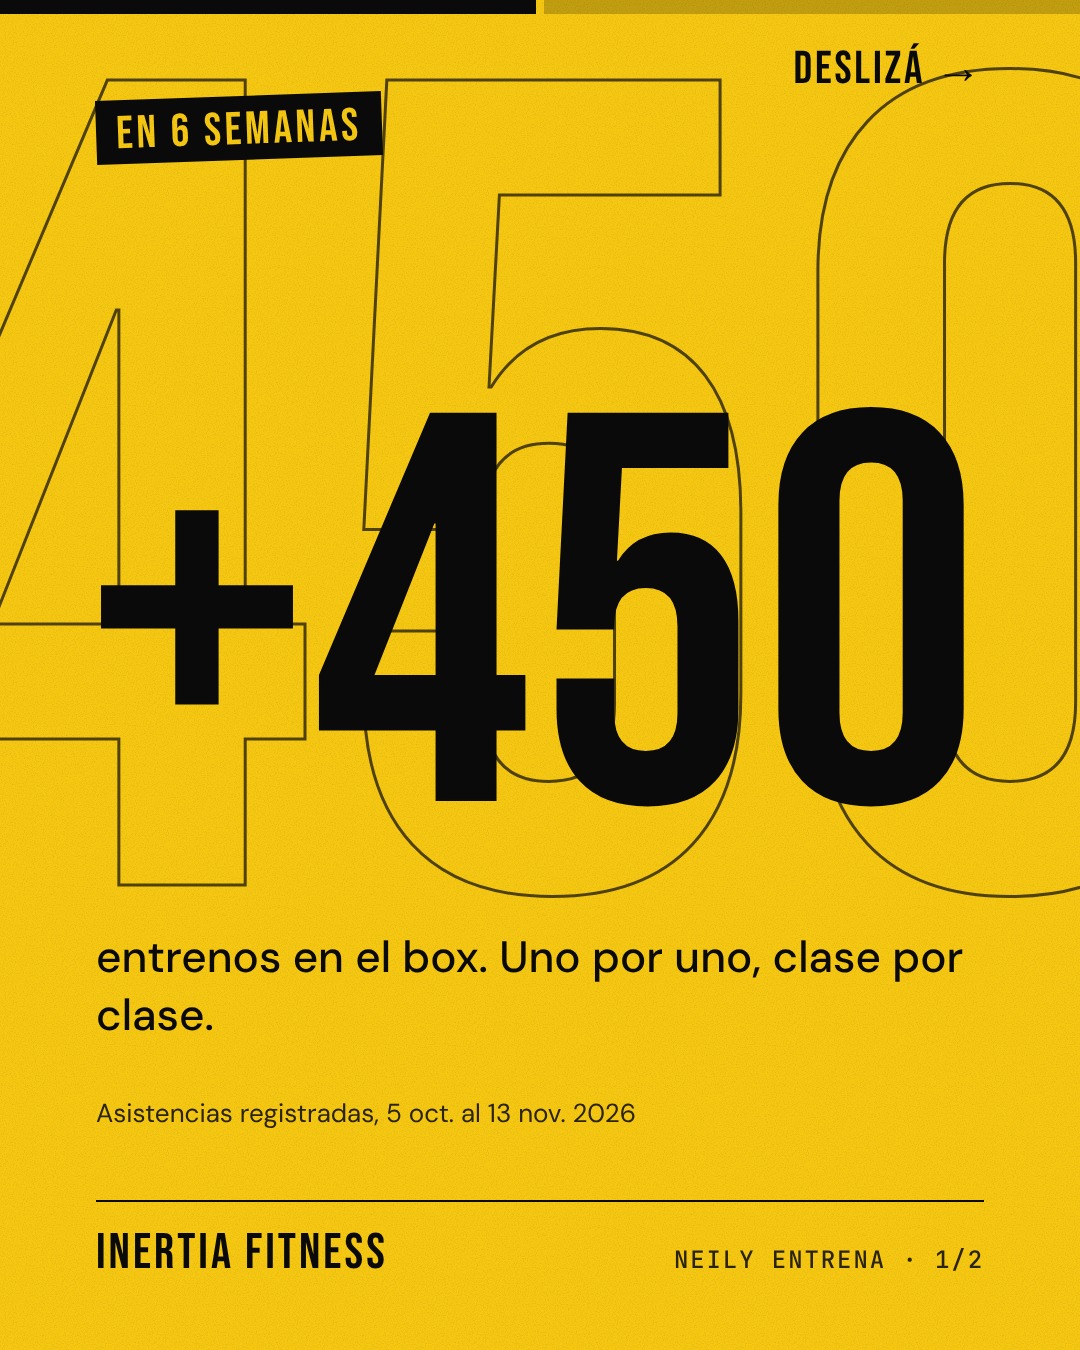 DESLIZÁ →
EN 6 SEMANAS
450
+450
entrenos en el box. Uno por uno, clase por
clase.
Asistencias registradas, 5 oct. al 13 nov. 2026
INERTIA FITNESS
NEILY ENTRENA · 1/2